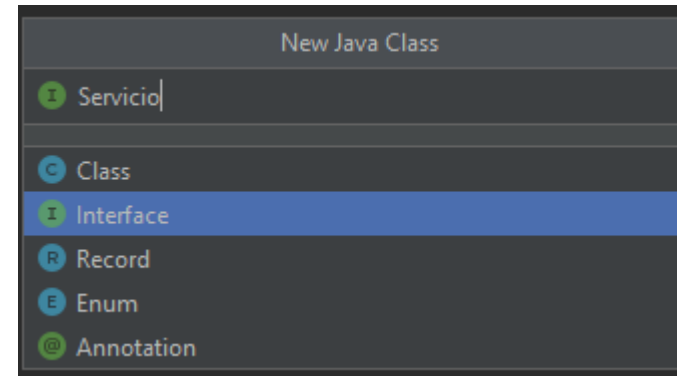 New Java Class
I Servicio
C Class
I Interface
R Record
E Enum
@ Annotation